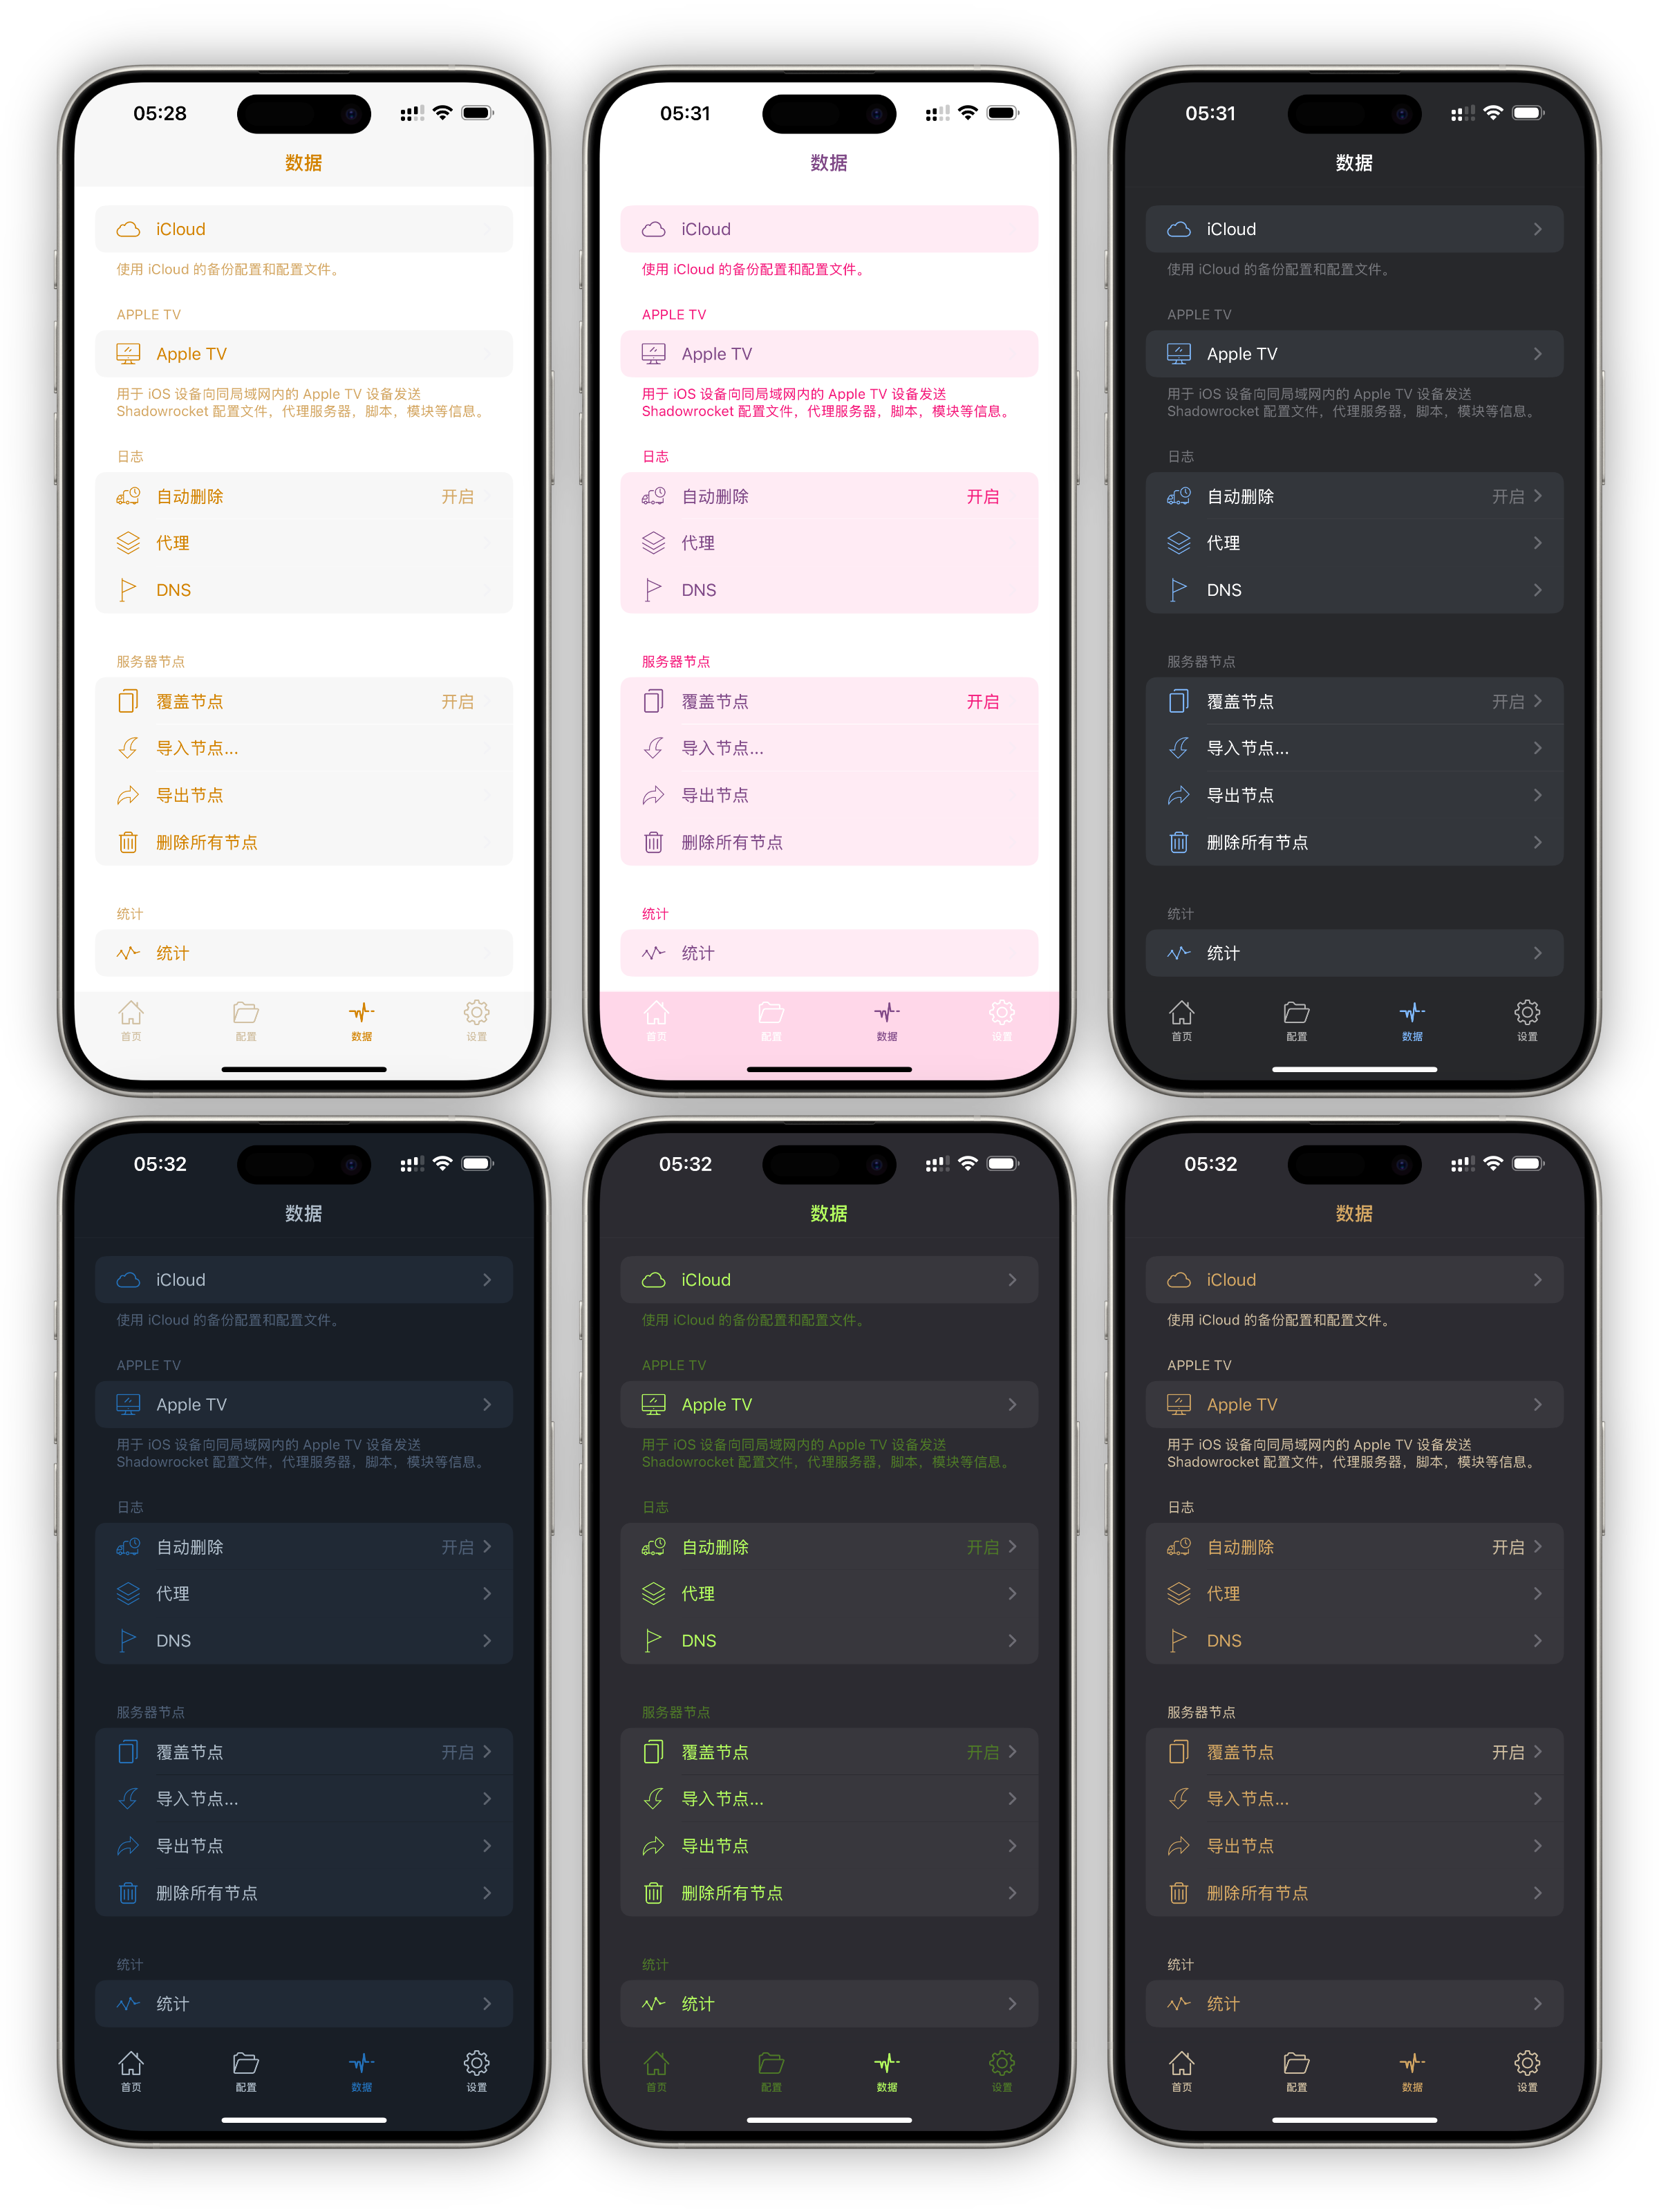 05:28
数据
iCloud
使用 iCloud 的备份配置和配置文件。
APPLE TV
Apple TV
用于 iOS 设备向同局域网内的 Apple TV 设备发送
Shadowrocket 配置文件，代理服务器，脚本，模块等信息。
日志
自动删除 开启
代理
DNS
服务器节点
覆盖节点 开启
导入节点...
导出节点
删除所有节点
统计
统计
首页 配置 数据 设置
05:31
数据
iCloud
使用 iCloud 的备份配置和配置文件。
APPLE TV
Apple TV
用于 iOS 设备向同局域网内的 Apple TV 设备发送
Shadowrocket 配置文件，代理服务器，脚本，模块等信息。
日志
自动删除 开启
代理
DNS
服务器节点
覆盖节点 开启
导入节点...
导出节点
删除所有节点
统计
统计
首页 配置 数据 设置
05:31
数据
iCloud
使用 iCloud 的备份配置和配置文件。
APPLE TV
Apple TV
用于 iOS 设备向同局域网内的 Apple TV 设备发送
Shadowrocket 配置文件，代理服务器，脚本，模块等信息。
日志
自动删除 开启
代理
DNS
服务器节点
覆盖节点 开启
导入节点...
导出节点
删除所有节点
统计
统计
首页 配置 数据 设置
05:32
数据
iCloud
使用 iCloud 的备份配置和配置文件。
APPLE TV
Apple TV
用于 iOS 设备向同局域网内的 Apple TV 设备发送
Shadowrocket 配置文件，代理服务器，脚本，模块等信息。
日志
自动删除 开启
代理
DNS
服务器节点
覆盖节点 开启
导入节点...
导出节点
删除所有节点
统计
统计
首页 配置 数据 设置
05:32
数据
iCloud
使用 iCloud 的备份配置和配置文件。
APPLE TV
Apple TV
用于 iOS 设备向同局域网内的 Apple TV 设备发送
Shadowrocket 配置文件，代理服务器，脚本，模块等信息。
日志
自动删除 开启
代理
DNS
服务器节点
覆盖节点 开启
导入节点...
导出节点
删除所有节点
统计
统计
首页 配置 数据 设置
05:32
数据
iCloud
使用 iCloud 的备份配置和配置文件。
APPLE TV
Apple TV
用于 iOS 设备向同局域网内的 Apple TV 设备发送
Shadowrocket 配置文件，代理服务器，脚本，模块等信息。
日志
自动删除 开启
代理
DNS
服务器节点
覆盖节点 开启
导入节点...
导出节点
删除所有节点
统计
统计
首页 配置 数据 设置